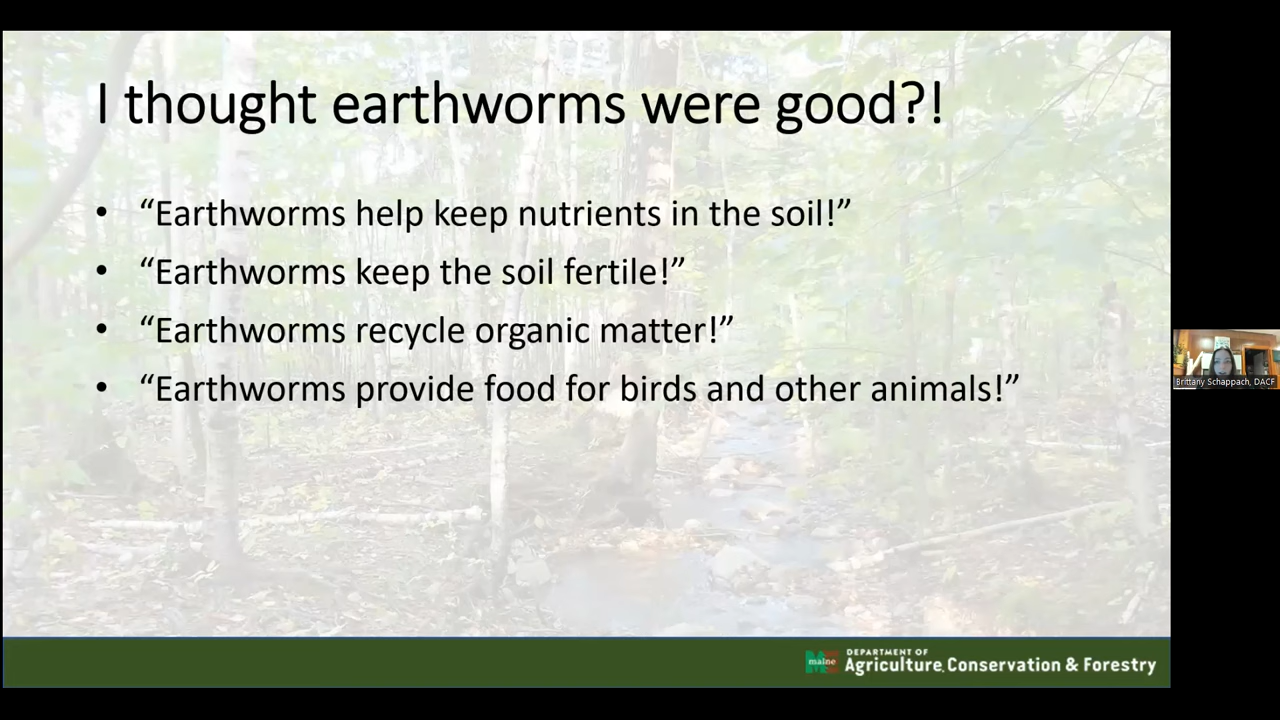 I thought earthworms were good?!
• “Earthworms help keep nutrients in the soil!”
• “Earthworms keep the soil fertile!”
• “Earthworms recycle organic matter!”
• “Earthworms provide food for birds and other animals!”
Brittany Schappach, DACF
maine
DEPARTMENT OF
Agriculture, Conservation & Forestry